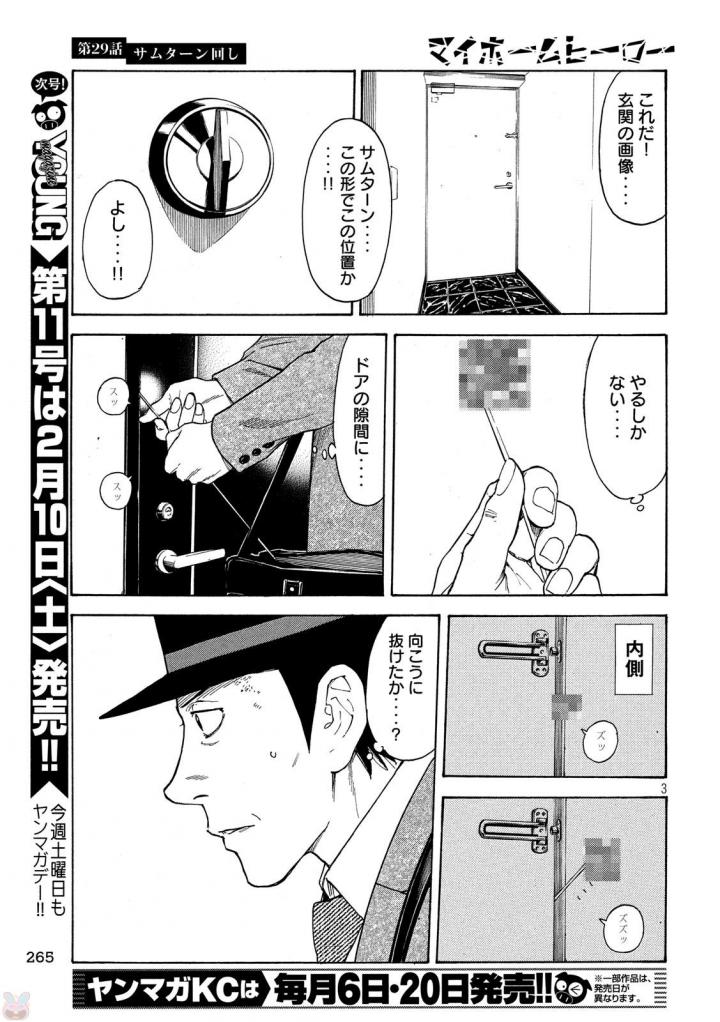 第29話
サムターン回し
マイホームヒーロー
これだ!
玄関の画像‥‥
サムターン‥‥
この形でこの位置か
‥‥!!
よし‥‥!!
やるしか
ない‥‥
ドアの隙間に
‥‥
スッ
スッ
内側
ズッ
3
ズズッ
向こうに
抜けたか
‥‥?
次号!
YOUNG
第11号は2月10日〈土〉発売!!
今週土曜日も
ヤンマガデー!!
265
ヤンマガKCは
毎月6日・20日発売!!
※一部作品は、
発売日が
異なります。